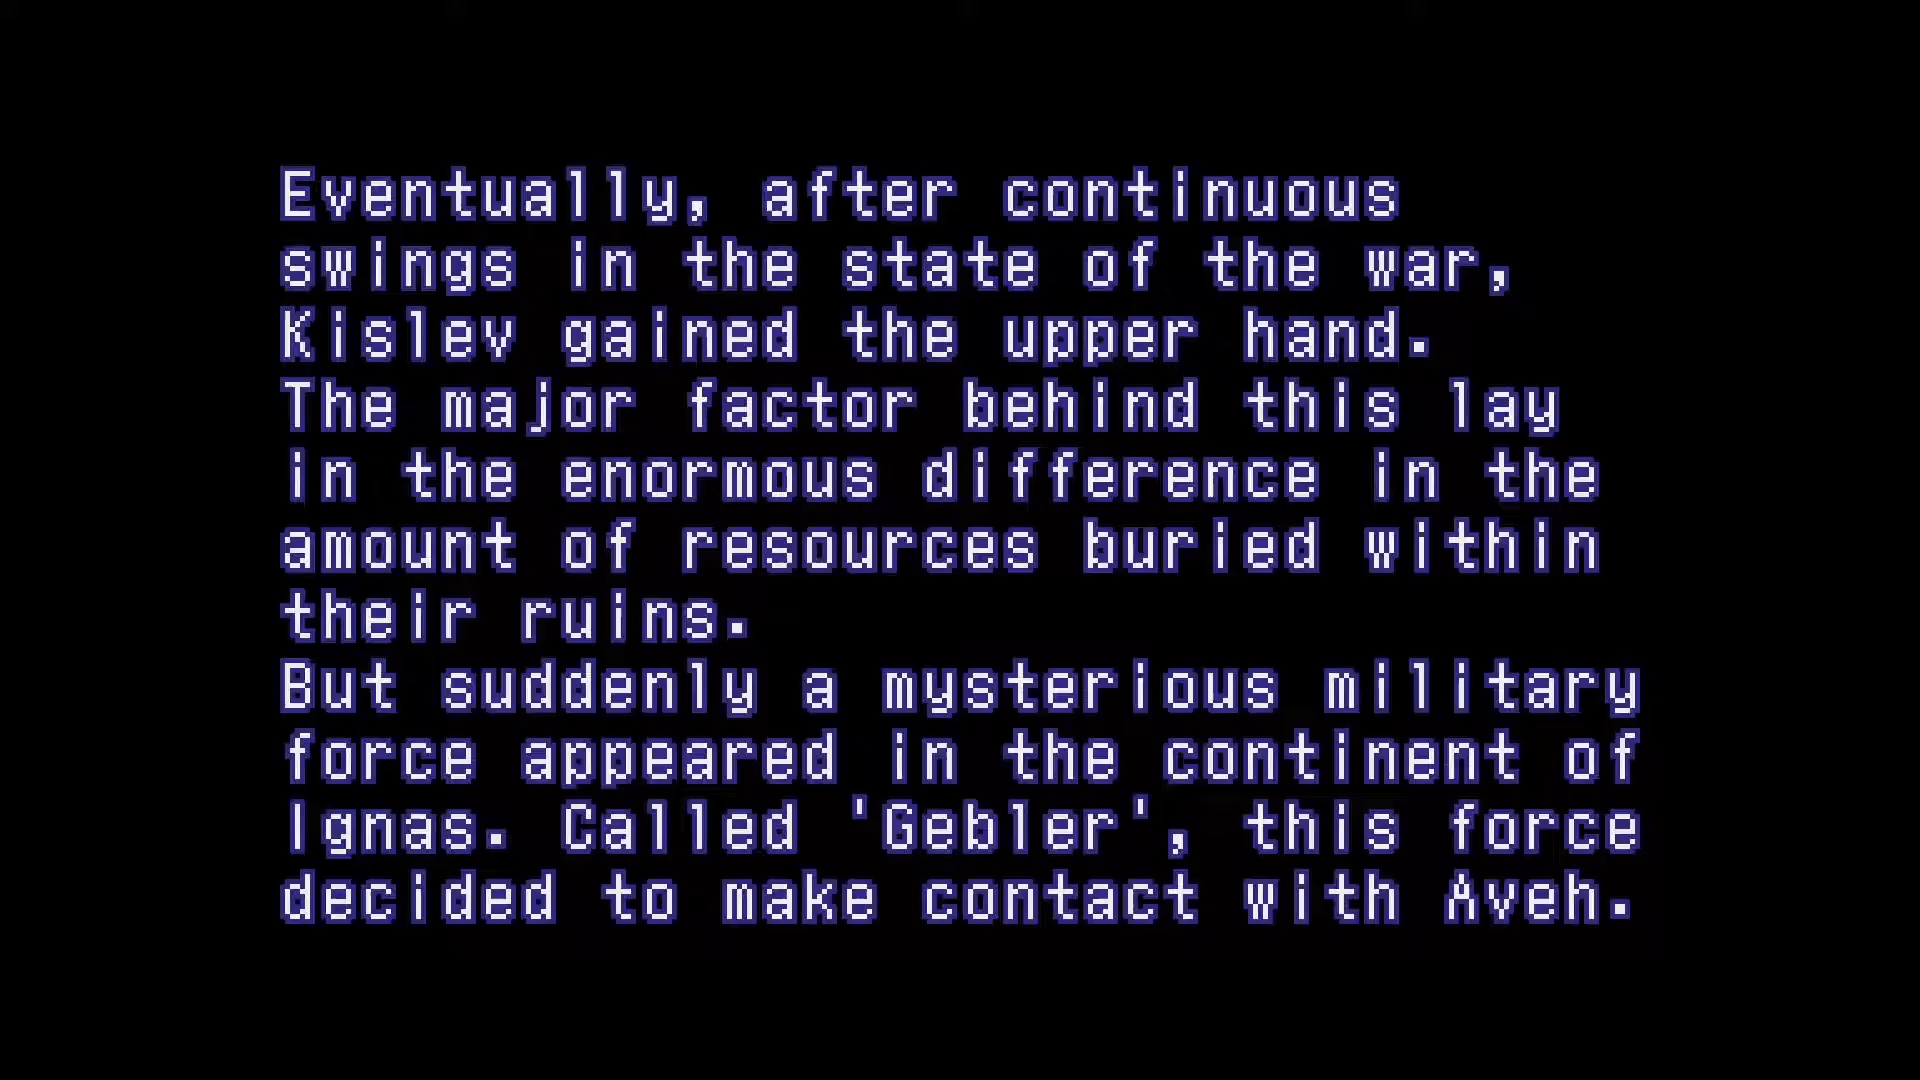 Eventually, after continuous
swings in the state of the war,
Kislev gained the upper hand.
The major factor behind this lay
in the enormous difference in the
amount of resources buried within
their ruins.
But suddenly a mysterious military
force appeared in the continent of
Ignas. Called 'Gebler', this force
decided to make contact with Aveh.